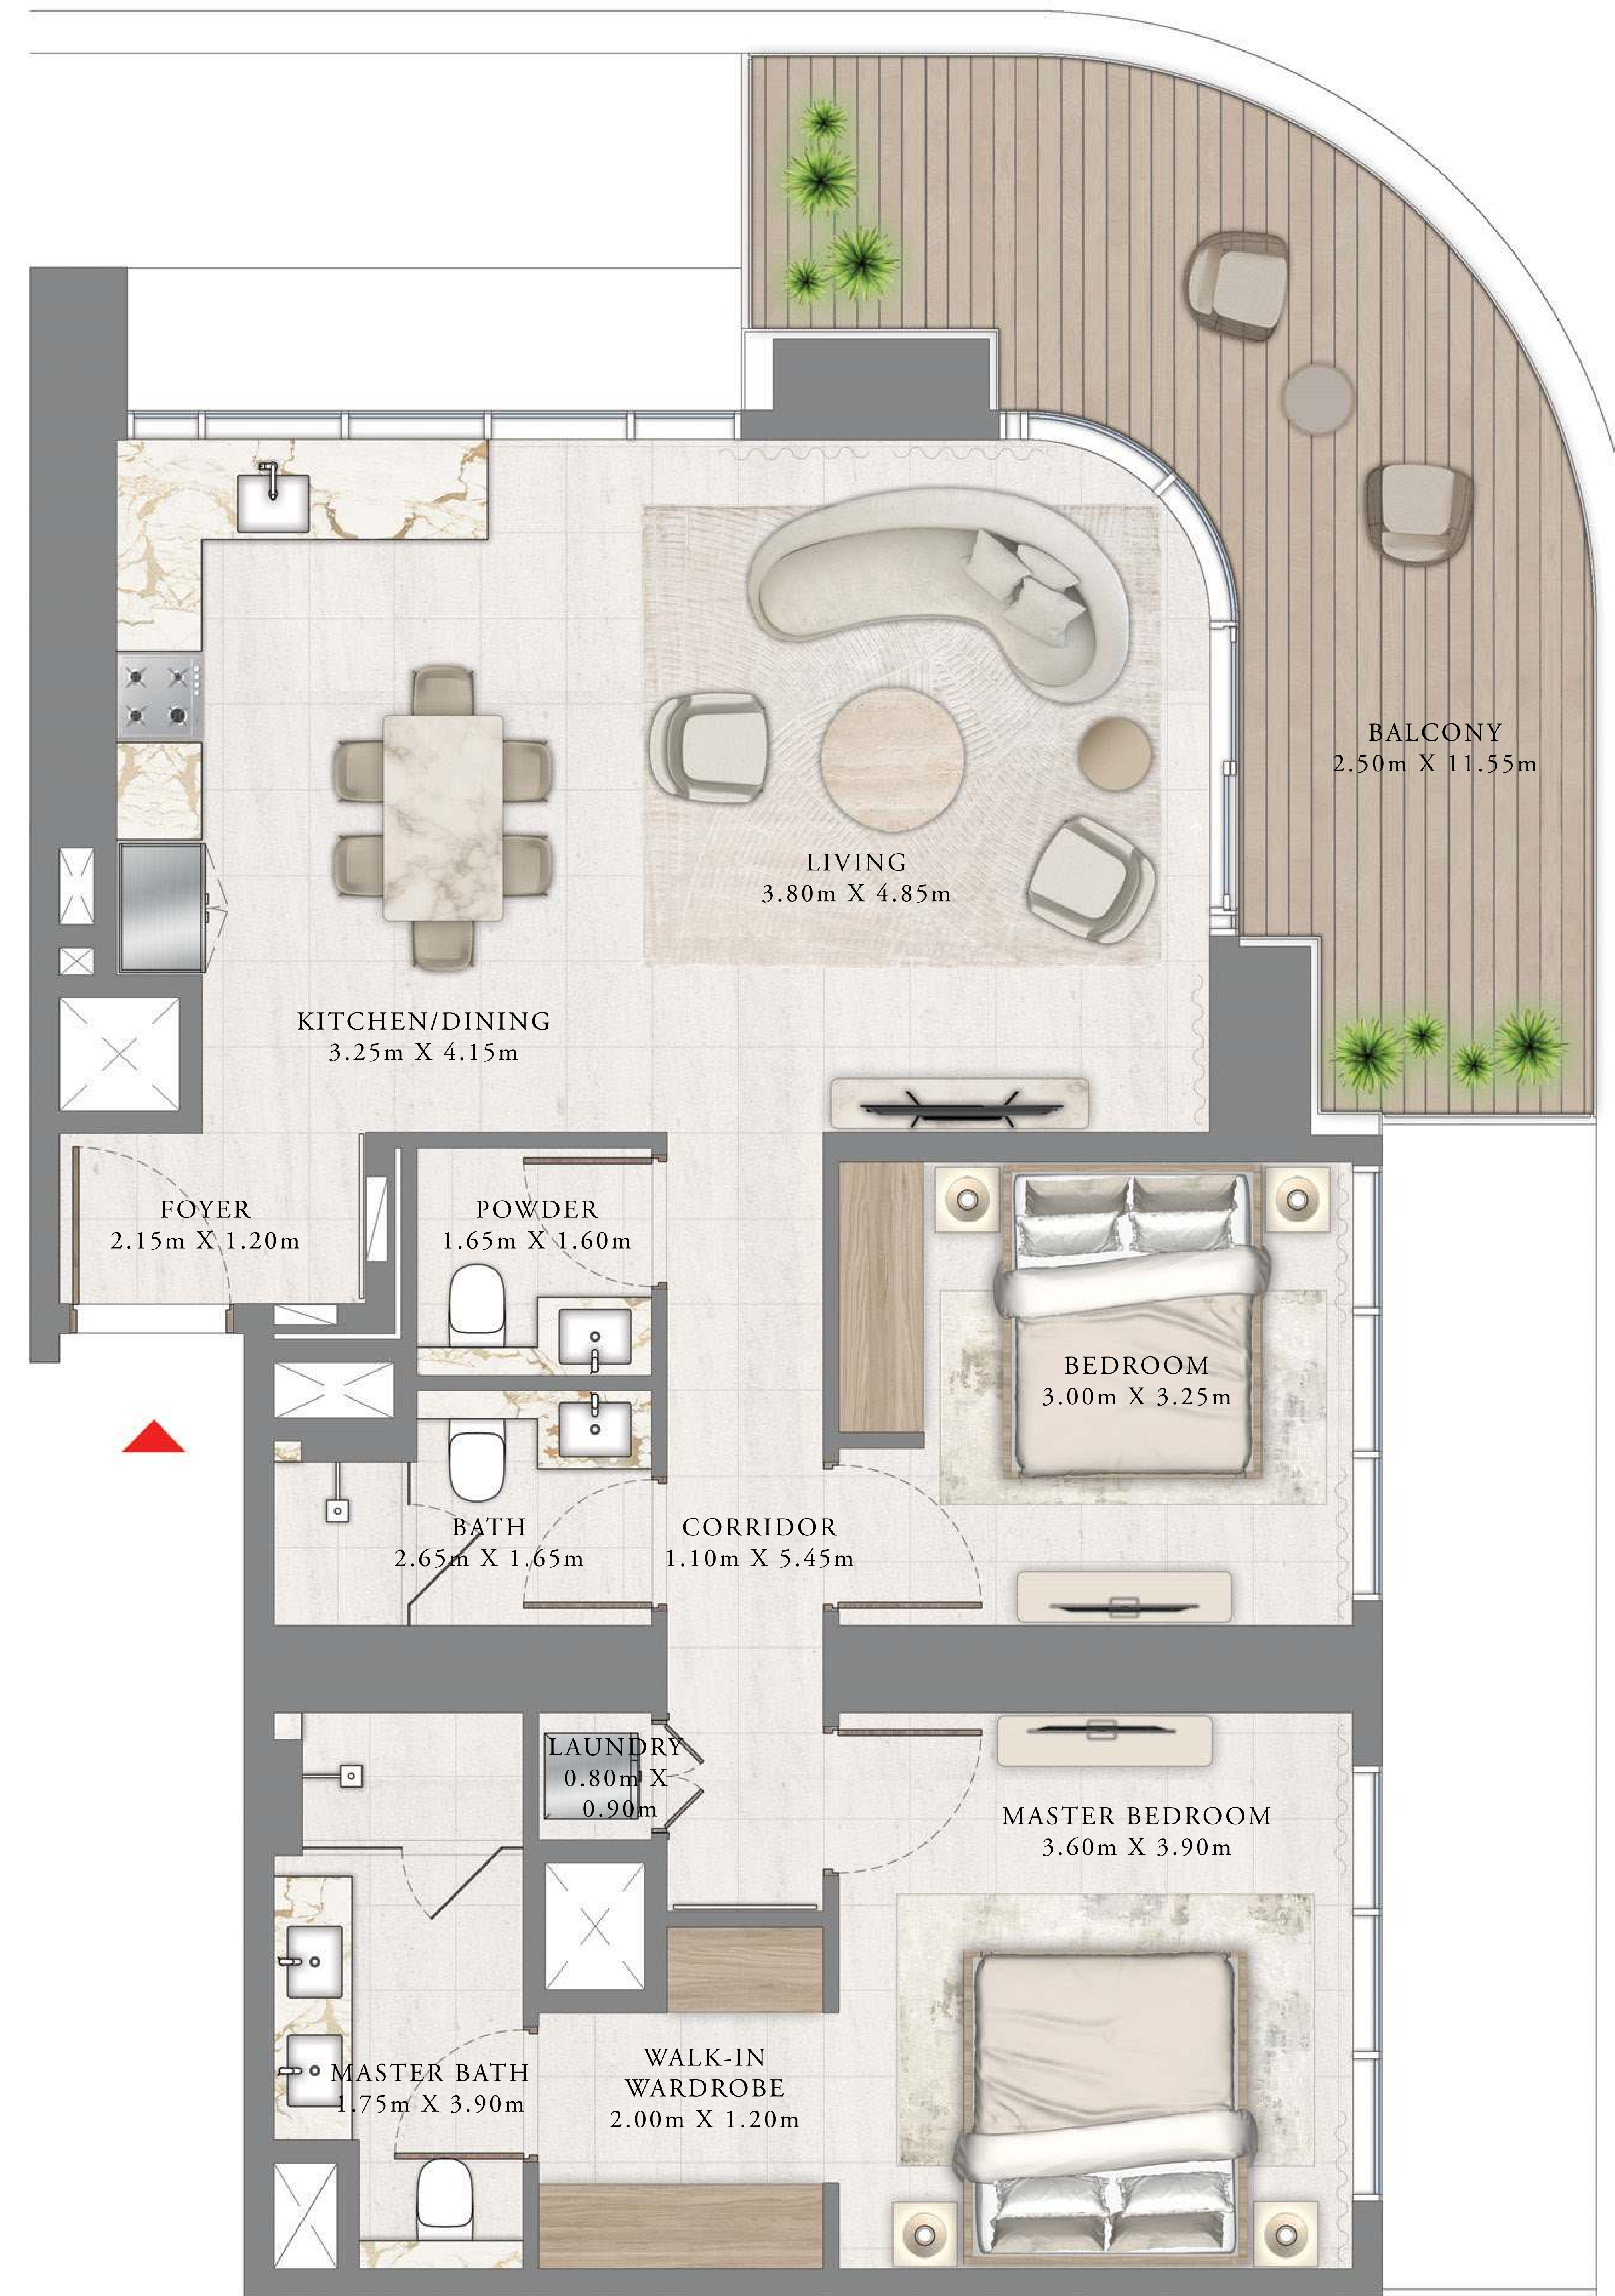 BALCONY
2.50m X 11.55m
LIVING
3.80m X 4.85m
KITCHEN/DINING
3.25m X 4.15m
FOYER
2.15m X 1.20m
POWDER
1.65m X 1.60m
BEDROOM
3.00m X 3.25m
BATH
2.65m X 1.65m
CORRIDOR
1.10m X 5.45m
LAUNDRY
0.80m X
0.90m
MASTER BEDROOM
3.60m X 3.90m
MASTER BATH
1.75m X 3.90m
WALK-IN
WARDROBE
2.00m X 1.20m